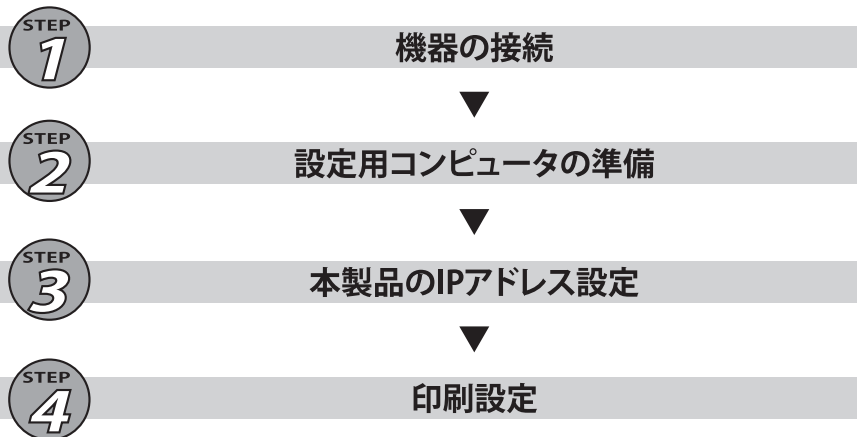 STEP
1
機器の接続
▼
STEP
2
設定用コンピュータの準備
▼
STEP
3
本製品のIPアドレス設定
▼
STEP
4
印刷設定